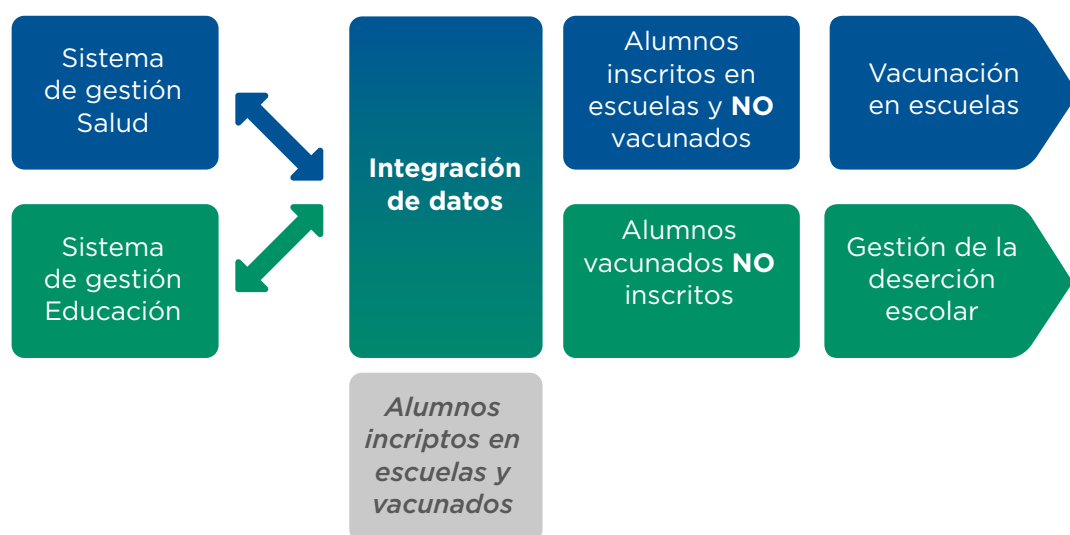 Sistema
de gestión
Salud
Sistema
de gestión
Educación
Integración
de datos
Alumnos
incriptos en
escuelas y
vacunados
Alumnos
inscritos en
escuelas y NO
vacunados
Vacunación
en escuelas
Alumnos
vacunados NO
inscritos
Gestión de la
deserción
escolar